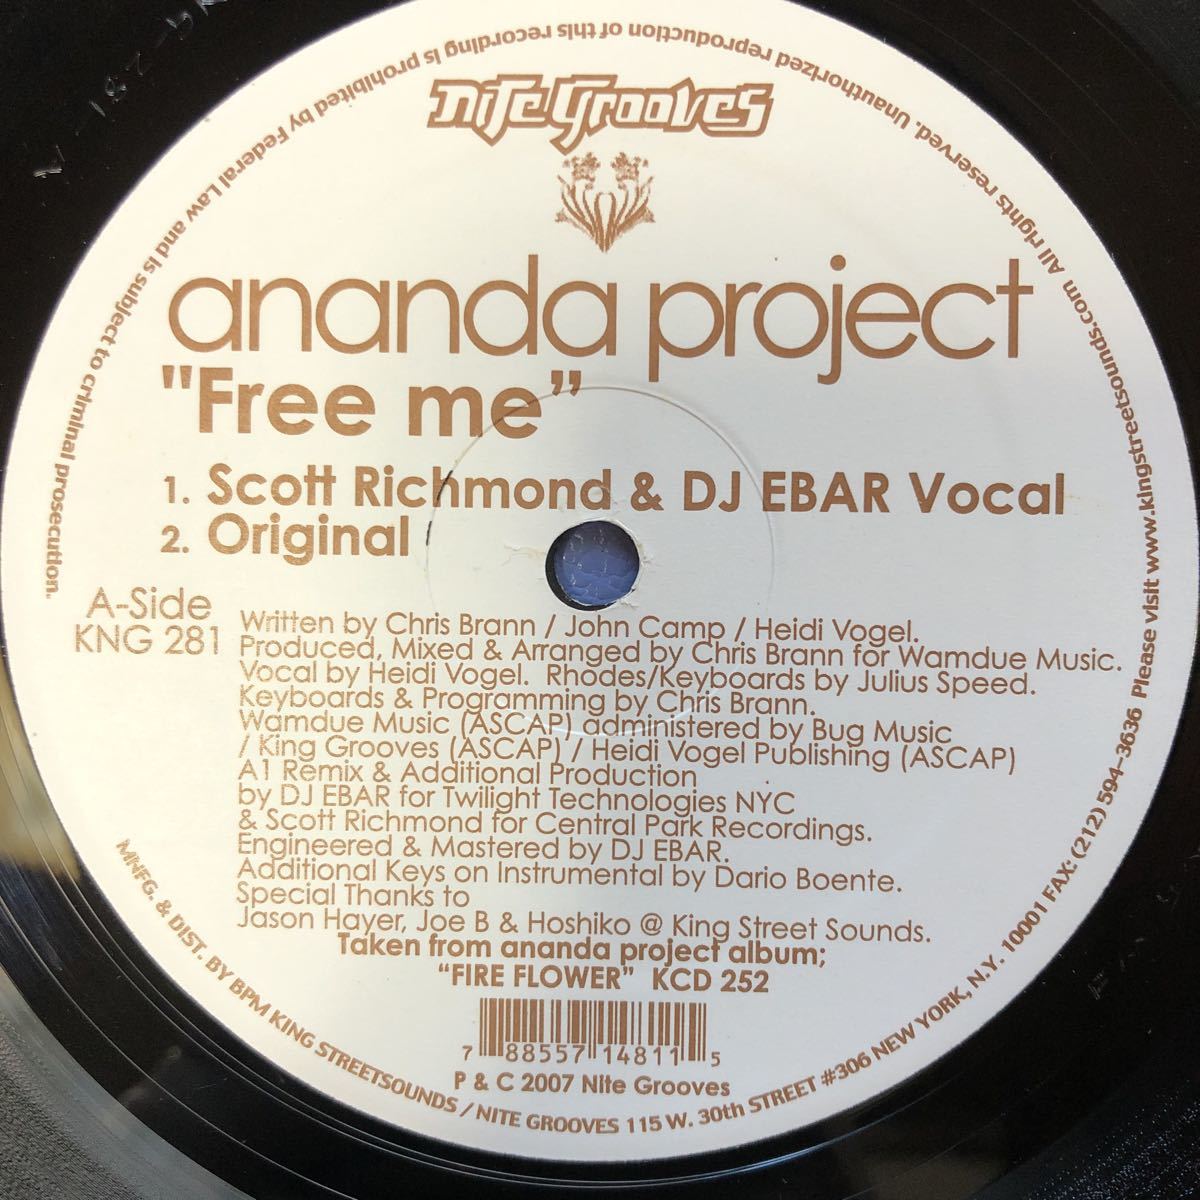 nite grooves
ananda project
"Free me"
1. Scott Richmond & DJ EBAR Vocal
2. Original
A-Side
KNG 281
Written by Chris Brann / John Camp / Heidi Vogel.
Produced, Mixed & Arranged by Chris Brann for Wamdue Music.
Vocal by Heidi Vogel. Rhodes/Keyboards by Julius Speed.
Keyboards & Programming by Chris Brann.
Wamdue Music (ASCAP) administered by Bug Music
/ King Grooves (ASCAP) / Heidi Vogel Publishing (ASCAP)
A1 Remix & Additional Production
by DJ EBAR for Twilight Technologies NYC
& Scott Richmond for Central Park Recordings.
Engineered & Mastered by DJ EBAR.
Additional Keys on Instrumental by Dario Boente.
Special Thanks to
Jason Hayer, Joe B & Hoshiko @ King Street Sounds.
Taken from ananda project album;
"FIRE FLOWER" KCD 252
7 88557 14811 5
P & C 2007 Nite Grooves
MNFG. & DIST. BY BPM KING STREETSOUNDS / NITE GROOVES 115 W. 30th STREET #306 NEW YORK, N.Y. 10001 FAX: (212) 594-3636 Please visit www.kingstreetsounds.com All rights reserved. Unauthorized reproduction of this recording is prohibited by Federal Law and is subject to criminal prosecution.